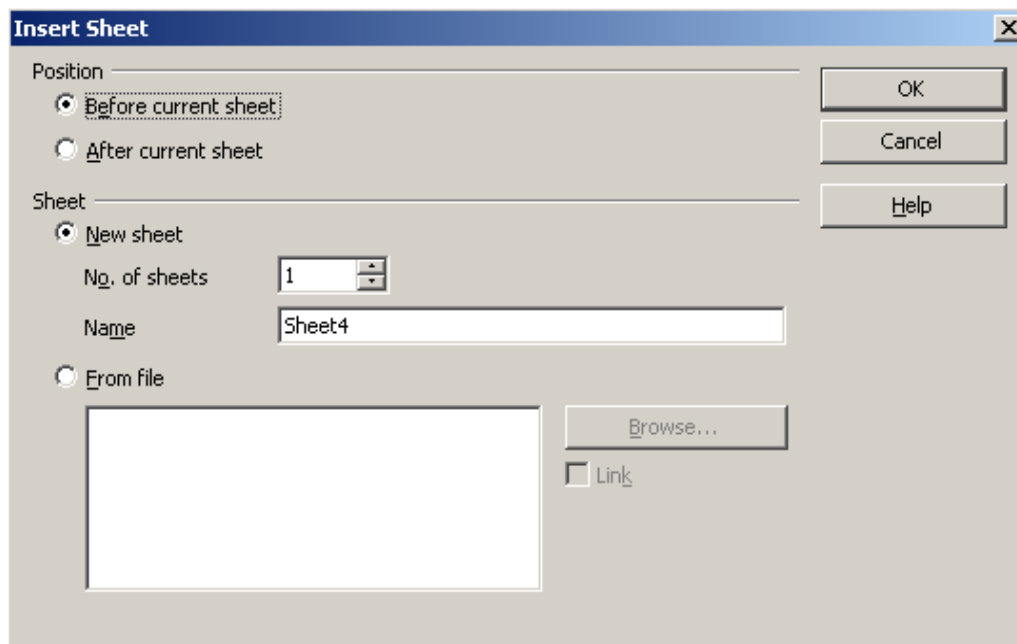 Insert Sheet
Position
Before current sheet
After current sheet
OK
Cancel
Help
Sheet
New sheet
No. of sheets 1
Name Sheet4
From file
Browse...
Link